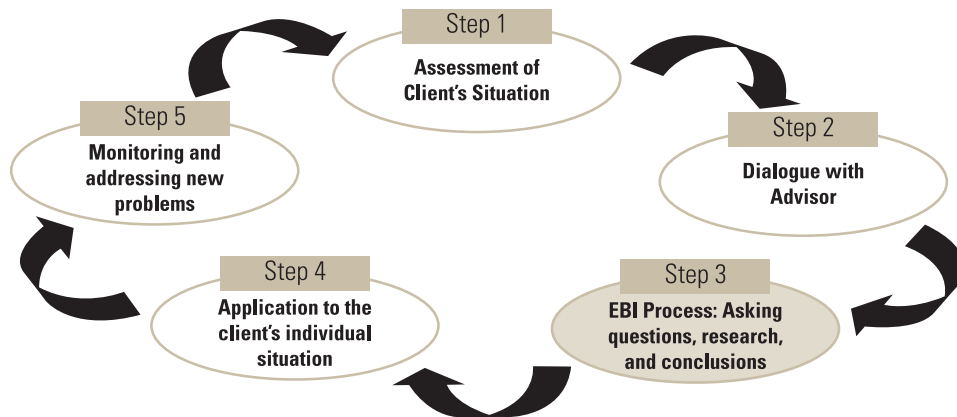 Step 1
Assessment of
Client's Situation
Step 2
Dialogue with
Advisor
Step 3
EBI Process: Asking
questions, research,
and conclusions
Step 4
Application to the
client's individual
situation
Step 5
Monitoring and
addressing new
problems